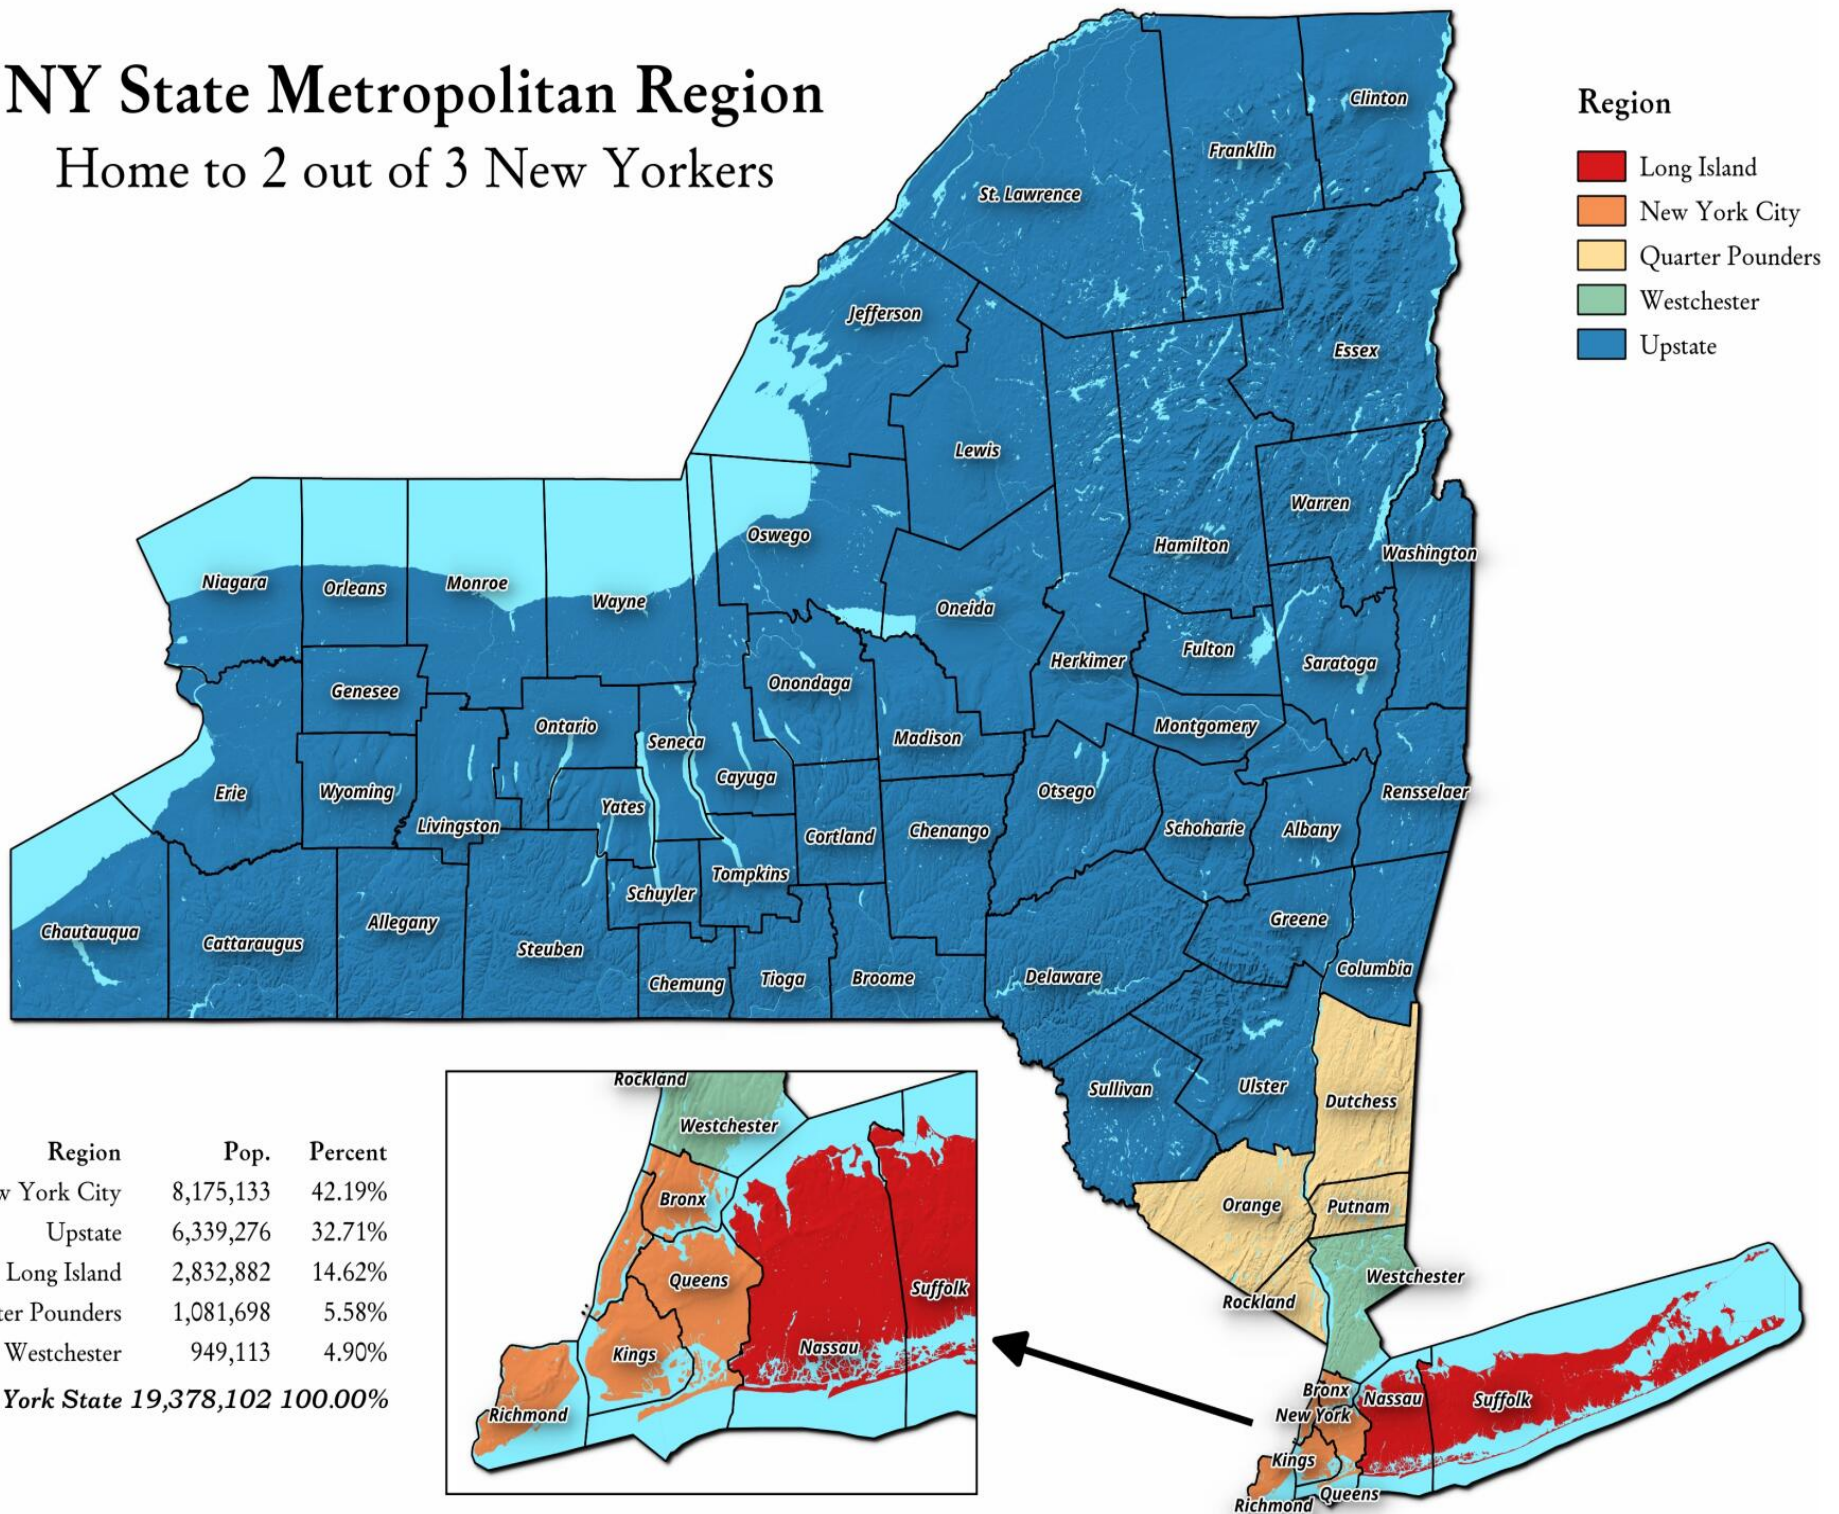 NY State Metropolitan Region
Home to 2 out of 3 New Yorkers
Region
Long Island
New York City
Quarter Pounders
Westchester
Upstate
Clinton
Franklin
St. Lawrence
Jefferson
Essex
Lewis
Warren
Oswego
Hamilton
Washington
Niagara
Orleans
Monroe
Wayne
Oneida
Herkimer
Fulton
Saratoga
Genesee
Onondaga
Ontario
Seneca
Madison
Montgomery
Cayuga
Erie
Wyoming
Yates
Otsego
Rensselaer
Livingston
Cortland
Chenango
Schoharie
Albany
Tompkins
Schuyler
Chautauqua
Cattaraugus
Allegany
Steuben
Greene
Chemung
Tioga
Broome
Delaware
Columbia
Sullivan
Ulster
Dutchess
Orange
Putnam
Westchester
Rockland
Bronx
New York
Nassau
Suffolk
Kings
Queens
Richmond
Rockland
Westchester
Bronx
Queens
Suffolk
Kings
Nassau
Richmond
Region Pop. Percent
w York City 8,175,133 42.19%
Upstate 6,339,276 32.71%
Long Island 2,832,882 14.62%
ter Pounders 1,081,698 5.58%
Westchester 949,113 4.90%
York State 19,378,102 100.00%